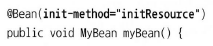 @Bean(init-method="initResource")
public void MyBean myBean() {